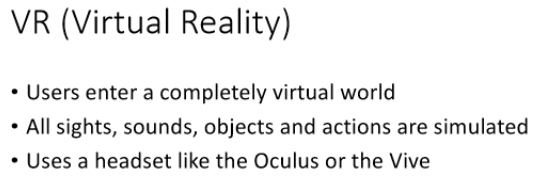 VR (Virtual Reality)
• Users enter a completely virtual world
• All sights, sounds, objects and actions are simulated
• Uses a headset like the Oculus or the Vive